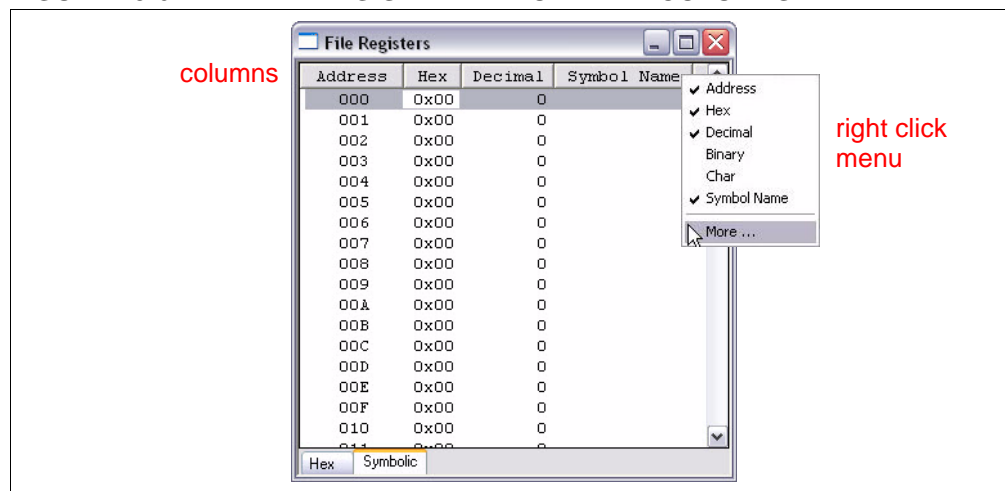 File Registers
columns
Address Hex Decimal Symbol Name
000 0x00 0
001 0x00 0
002 0x00 0
003 0x00 0
004 0x00 0
005 0x00 0
006 0x00 0
007 0x00 0
008 0x00 0
009 0x00 0
00A 0x00 0
00B 0x00 0
00C 0x00 0
00D 0x00 0
00E 0x00 0
00F 0x00 0
010 0x00 0
Hex Symbolic
Address
Hex
Decimal
Binary
Char
Symbol Name
More ...
right click
menu